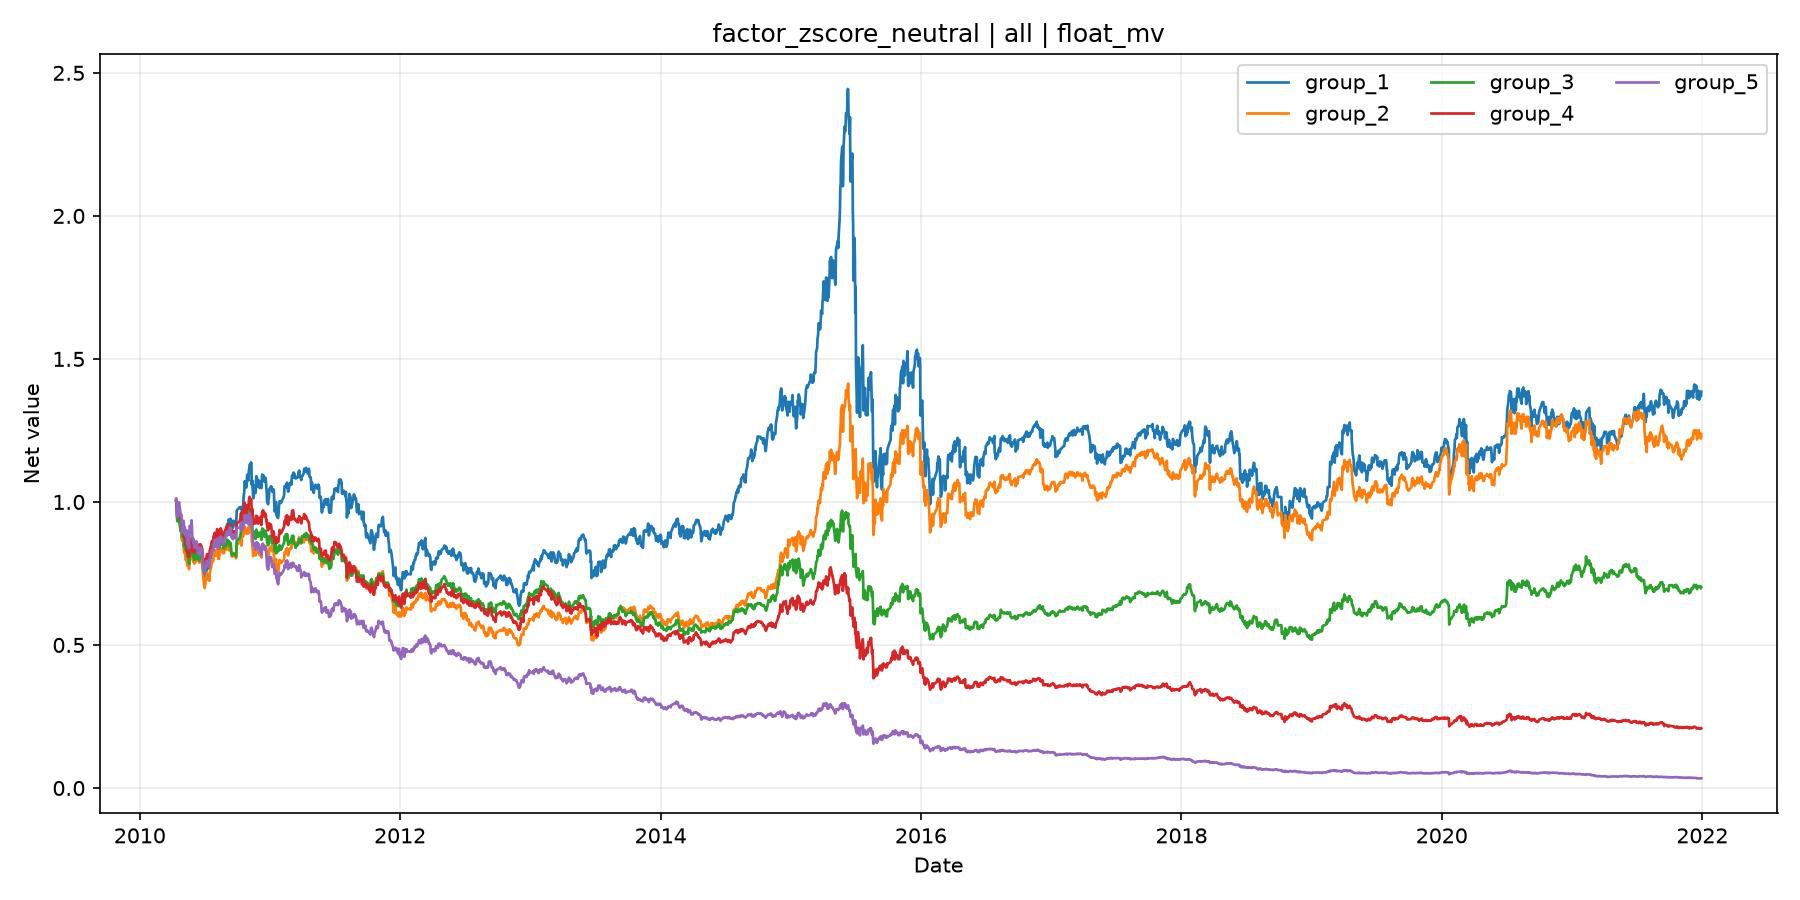 factor_zscore_neutral | all | float_mv
group_1
group_2
group_3
group_4
group_5
Net value
2.5
2.0
1.5
1.0
0.5
0.0
2010
2012
2014
2016
2018
2020
2022
Date